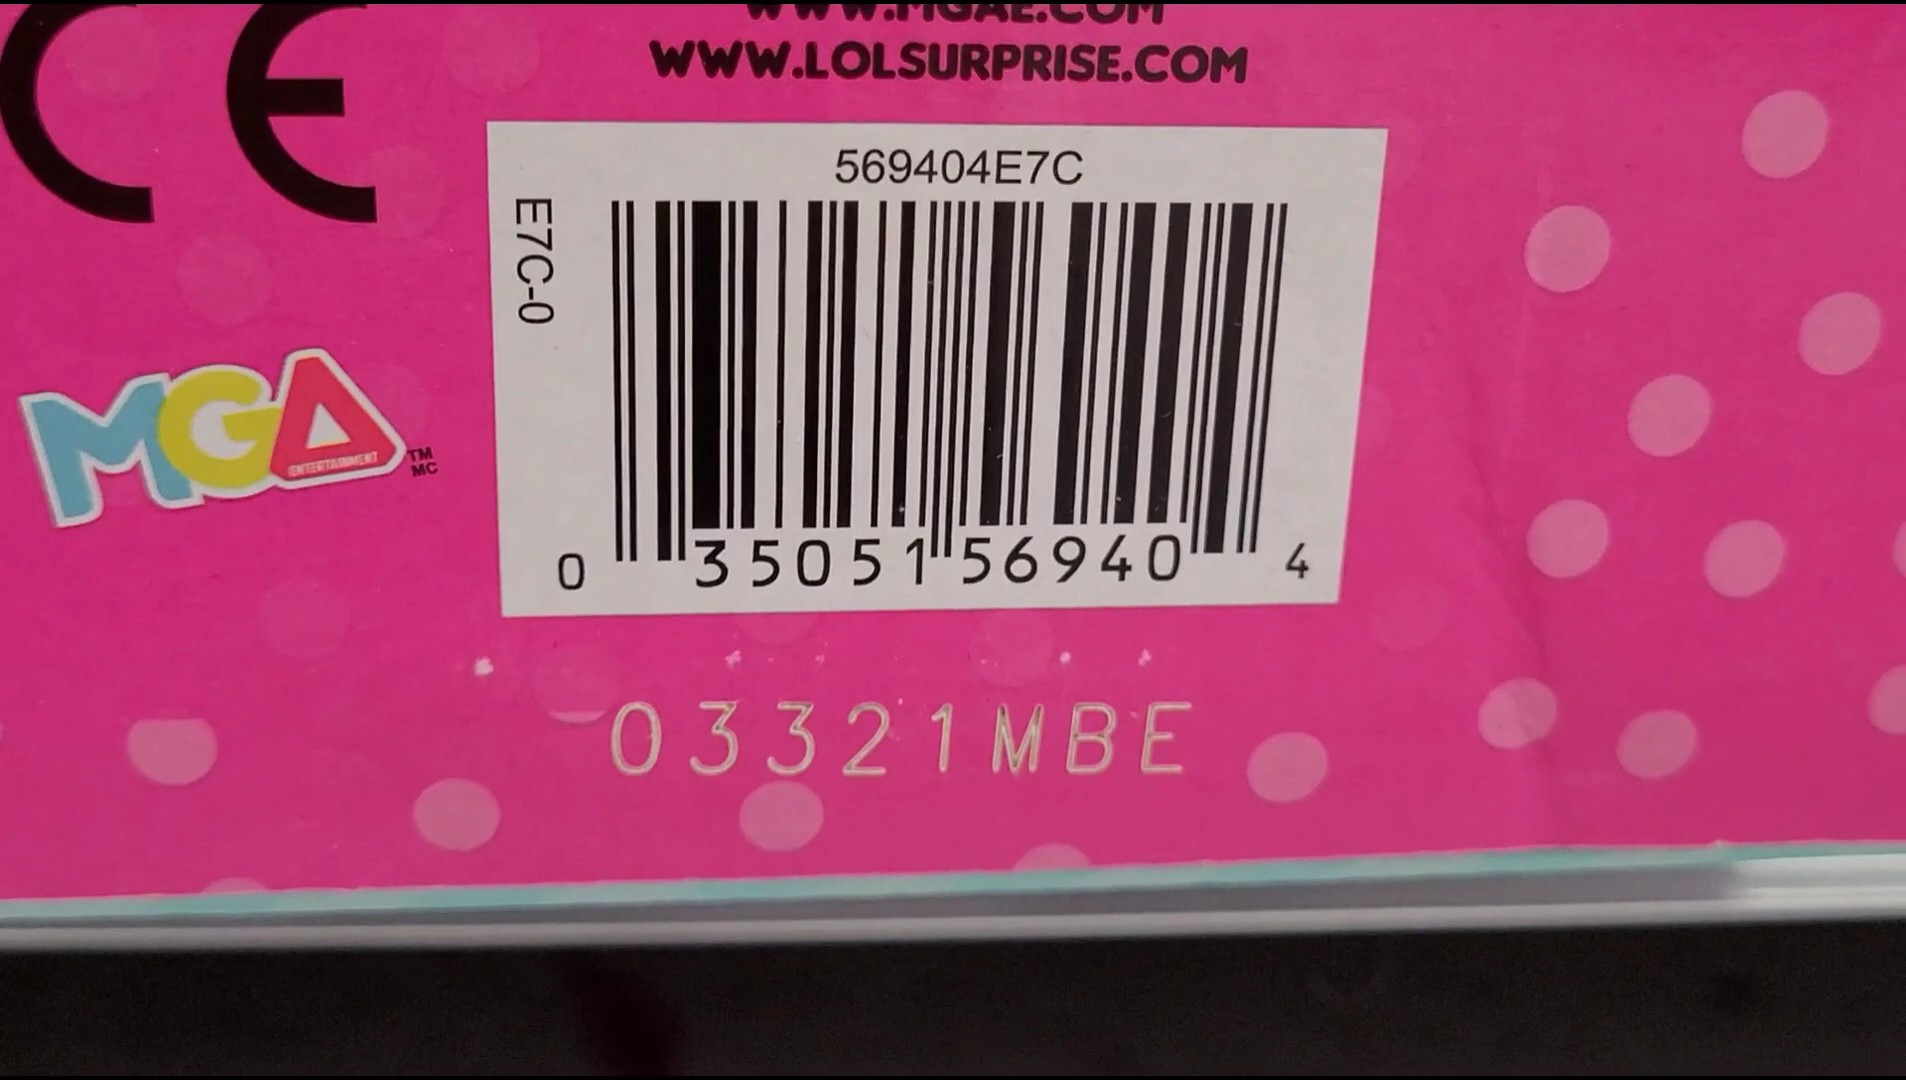 WWW.MGAE.COM
WWW.LOLSURPRISE.COM
CE
569404E7C
E7C-0
MGA
ENTERTAINMENT
TM
MC
0 35051 56940 4
03321MBE